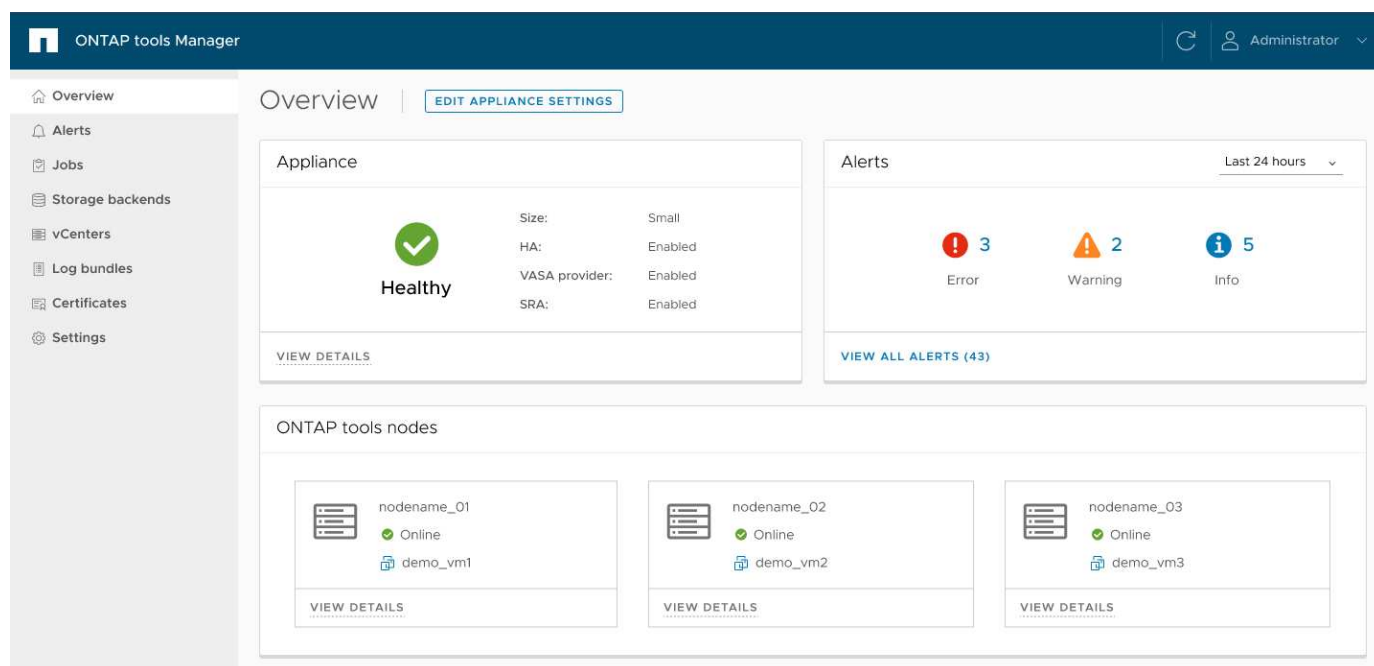 ONTAP tools Manager
Administrator
Overview
Alerts
Jobs
Storage backends
vCenters
Log bundles
Certificates
Settings
Overview
EDIT APPLIANCE SETTINGS
Appliance
Healthy
Size: Small
HA: Enabled
VASA provider: Enabled
SRA: Enabled
VIEW DETAILS
Alerts
Last 24 hours
3
Error
2
Warning
5
Info
VIEW ALL ALERTS (43)
ONTAP tools nodes
nodename_01
Online
demo_vm1
VIEW DETAILS
nodename_02
Online
demo_vm2
VIEW DETAILS
nodename_03
Online
demo_vm3
VIEW DETAILS